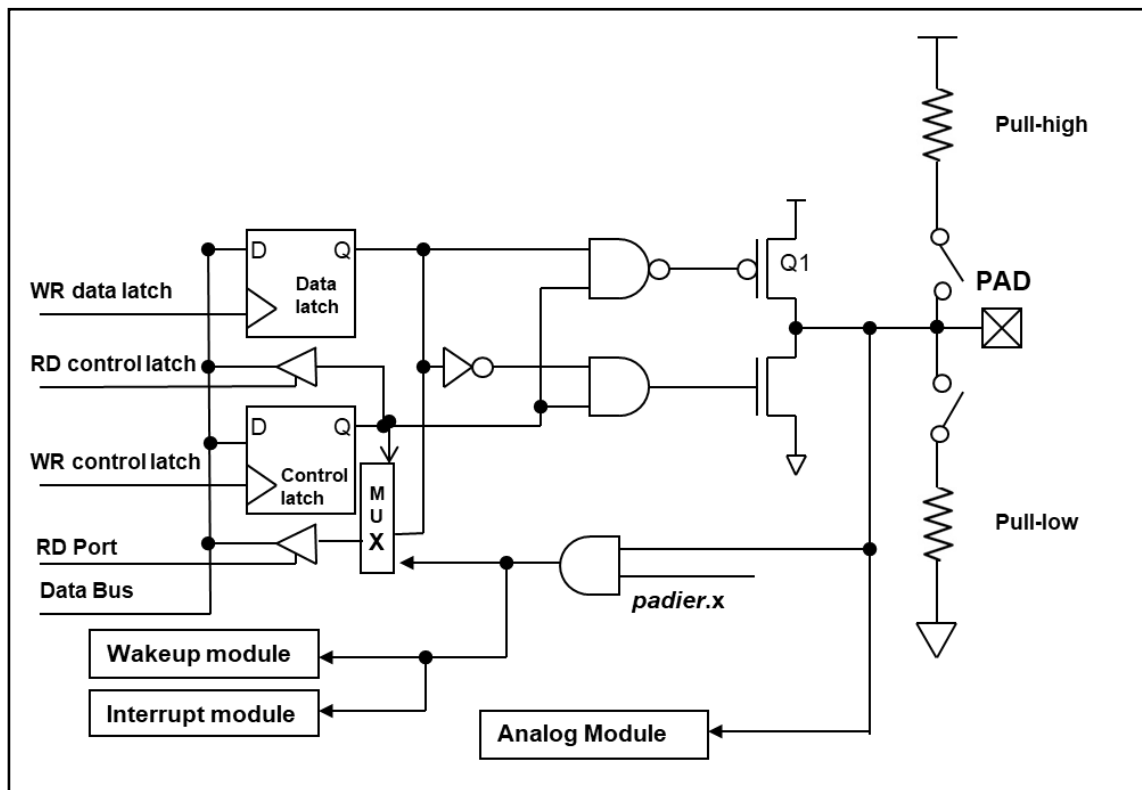 Pull-high
D
Q
Data
latch
Q1
PAD
WR data latch
RD control latch
D
Q
WR control latch
Control
latch
M
U
X
Pull-low
RD Port
Data Bus
padier.x
Wakeup module
Interrupt module
Analog Module